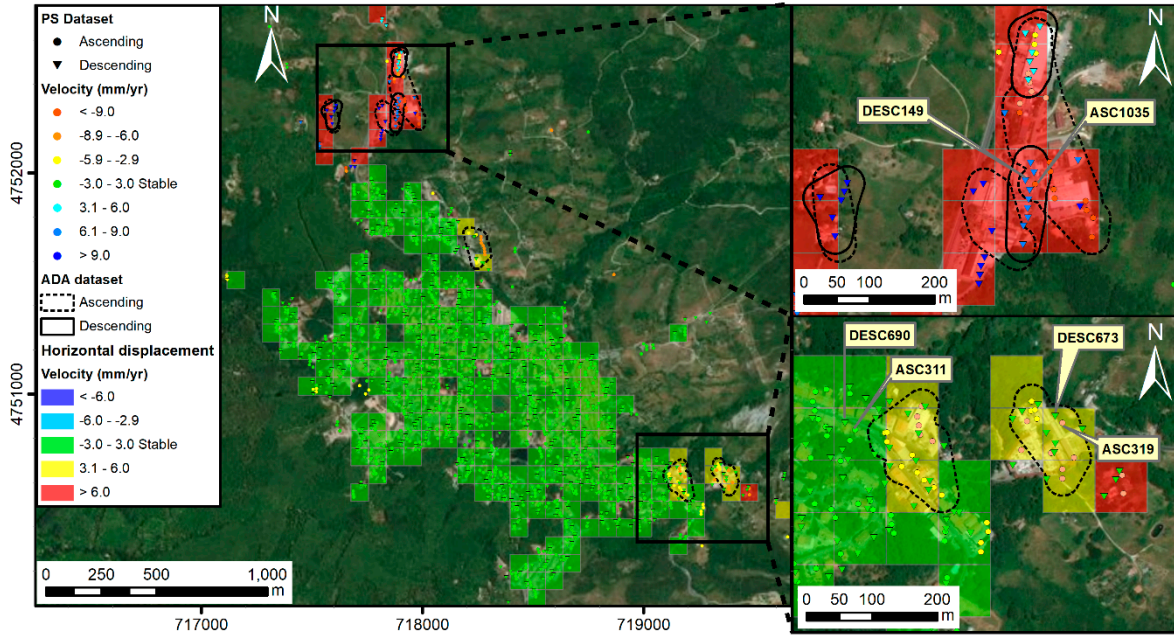 PS Dataset
Ascending
Descending
Velocity (mm/yr)
< -9.0
-8.9 - -6.0
-5.9 - -2.9
-3.0 - 3.0 Stable
3.1 - 6.0
6.1 - 9.0
> 9.0
ADA dataset
Ascending
Descending
Horizontal displacement
Velocity (mm/yr)
< -6.0
-6.0 - -2.9
-3.0 - 3.0 Stable
3.1 - 6.0
> 6.0
0 250 500 1,000
m
N
4752000
4751000
717000
718000
719000
N
DESC149
ASC1035
0 50 100 200
m
N
DESC690
ASC311
DESC673
ASC319
0 50 100 200
m